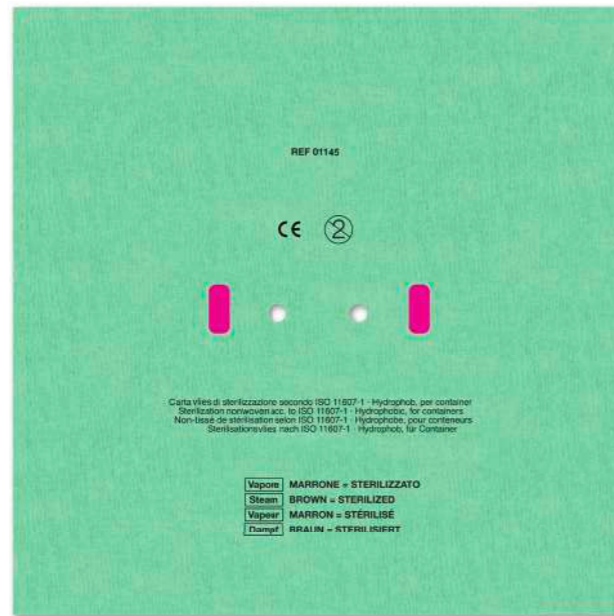 REF 01145
CE 2
Carta vlies di sterilizzazione secondo ISO 11607-1 - Hydrophob, per container
Sterilization nonwoven acc. to ISO 11607-1 - Hydrophobic, for containers
Non-tissé de stérilisation selon ISO 11607-1 - Hydrophobe, pour conteneurs
Sterilisationsvlies nach ISO 11607-1 - Hydrophob, für Container
Vapore MARRONE = STERILIZZATO
Steam BROWN = STERILIZED
Vapeur MARRON = STÉRILISÉ
Dampf BRAUN = STERILISIERT